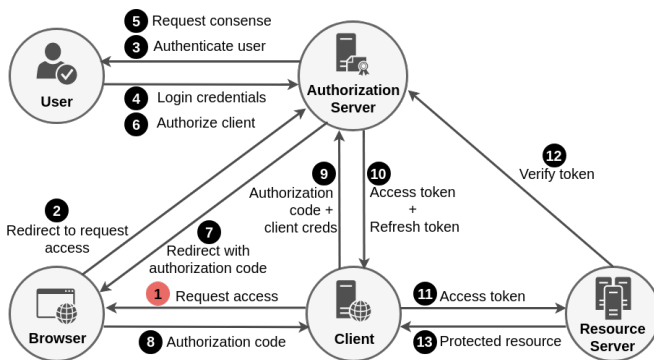 5 Request consense
3 Authenticate user
User
4 Login credentials
6 Authorize client
Authorization
Server
12
Verify token
9
Authorization
code +
client creds
10
Access token
+
Refresh token
2
Redirect to request
access
7
Redirect with
authorization code
1 Request access
11 Access token
Browser
8 Authorization code
Client
13 Protected resource
Resource
Server